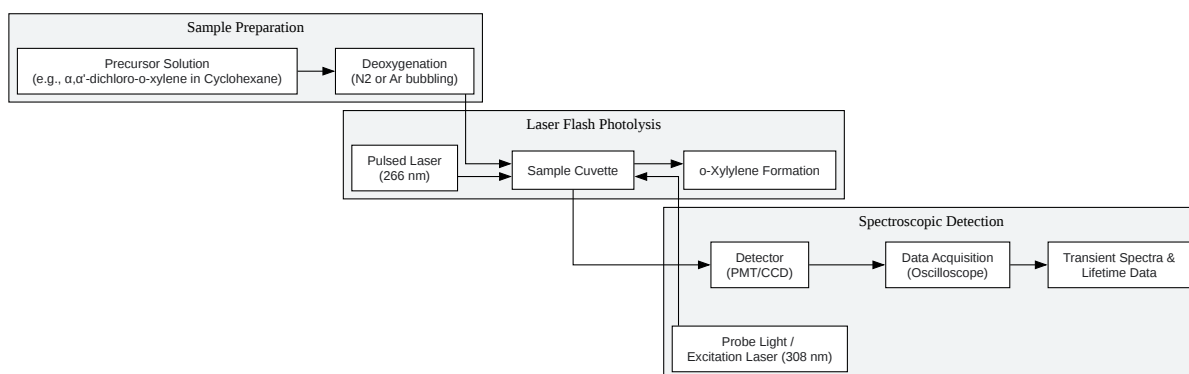 Sample Preparation
Precursor Solution
(e.g., α,α'-dichloro-o-xylene in Cyclohexane)
Deoxygenation
(N2 or Ar bubbling)
Laser Flash Photolysis
Pulsed Laser
(266 nm)
Sample Cuvette
o-Xylylene Formation
Spectroscopic Detection
Detector
(PMT/CCD)
Data Acquisition
(Oscilloscope)
Transient Spectra &
Lifetime Data
Probe Light /
Excitation Laser (308 nm)